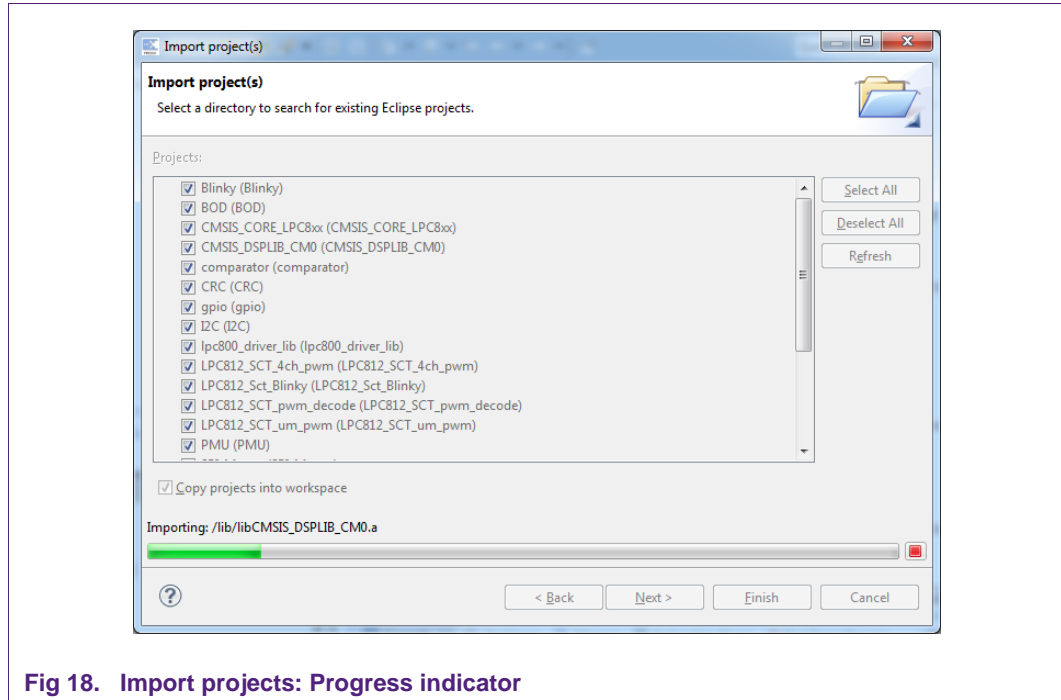 Import project(s)
Import project(s)
Select a directory to search for existing Eclipse projects.
Projects:
Blinky (Blinky)
BOD (BOD)
CMSIS_CORE_LPC8xx (CMSIS_CORE_LPC8xx)
CMSIS_DSPLIB_CM0 (CMSIS_DSPLIB_CM0)
comparator (comparator)
CRC (CRC)
gpio (gpio)
I2C (I2C)
lpc800_driver_lib (lpc800_driver_lib)
LPC812_SCT_4ch_pwm (LPC812_SCT_4ch_pwm)
LPC812_Sct_Blinky (LPC812_Sct_Blinky)
LPC812_SCT_pwm_decode (LPC812_SCT_pwm_decode)
LPC812_SCT_um_pwm (LPC812_SCT_um_pwm)
PMU (PMU)
Select All
Deselect All
Refresh
Copy projects into workspace
Importing: /lib/libCMSIS_DSPLIB_CM0.a
< Back Next > Finish Cancel
Fig 18. Import projects: Progress indicator